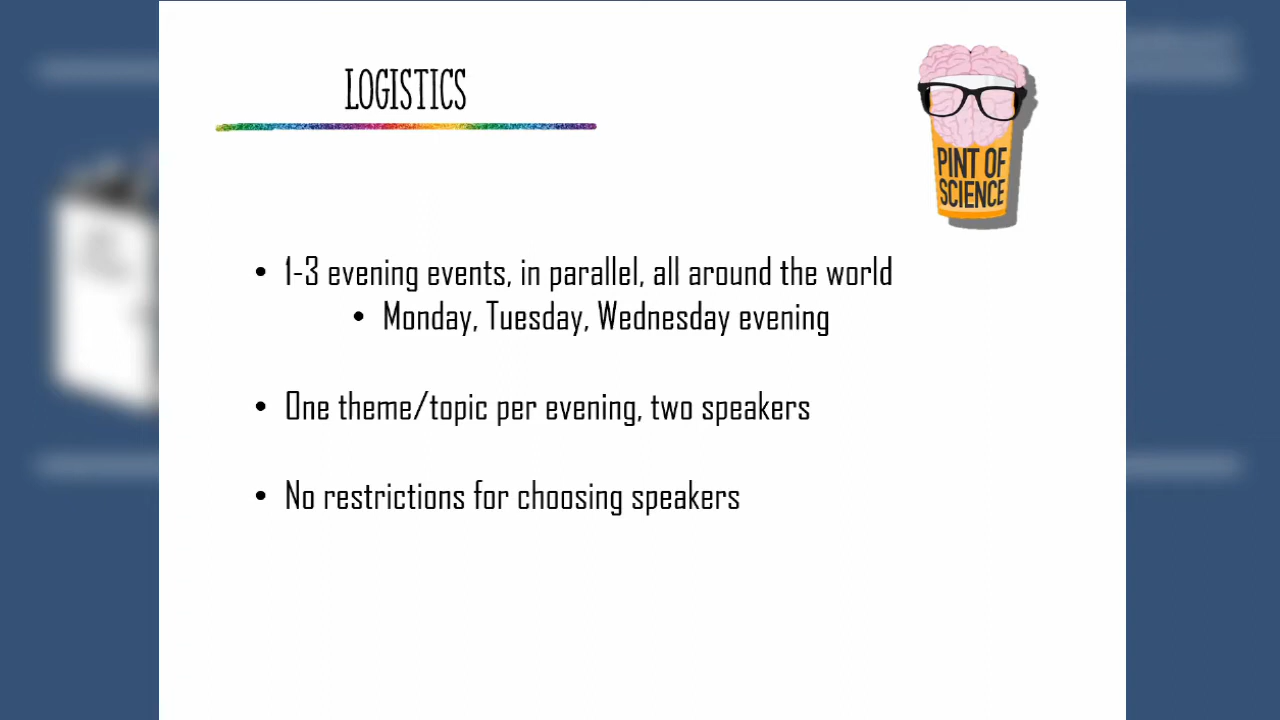 LOGISTICS
PINT OF
SCIENCE
• 1-3 evening events, in parallel, all around the world
• Monday, Tuesday, Wednesday evening
• One theme/topic per evening, two speakers
• No restrictions for choosing speakers